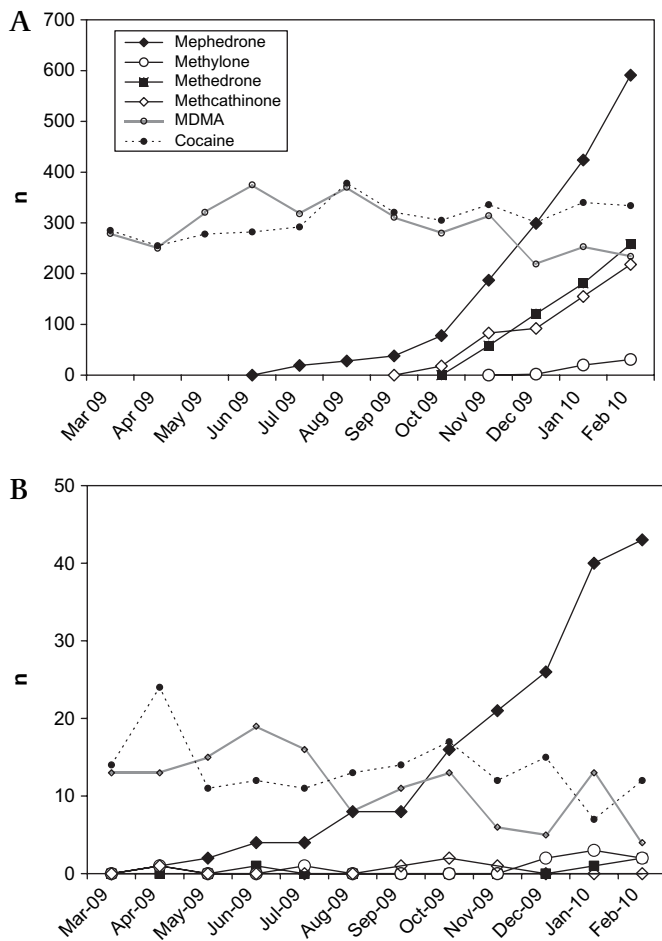 A
700
600
500
400
300
200
100
0
n
Mephedrone
Methylone
Methedrone
Methcathinone
MDMA
Cocaine
Mar 09
Apr 09
May 09
Jun 09
Jul 09
Aug 09
Sep 09
Oct 09
Nov 09
Dec 09
Jan 10
Feb 10
B
50
40
30
20
10
0
n
Mar-09
Apr-09
May-09
Jun-09
Jul-09
Aug-09
Sep-09
Oct-09
Nov-09
Dec-09
Jan-10
Feb-10